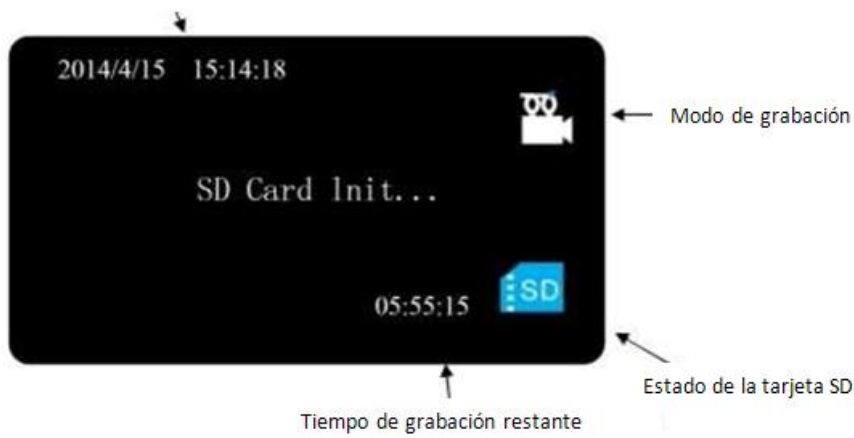 2014/4/15 15:14:18
Modo de grabación
SD Card Init...
SD
05:55:15
Estado de la tarjeta SD
Tiempo de grabación restante